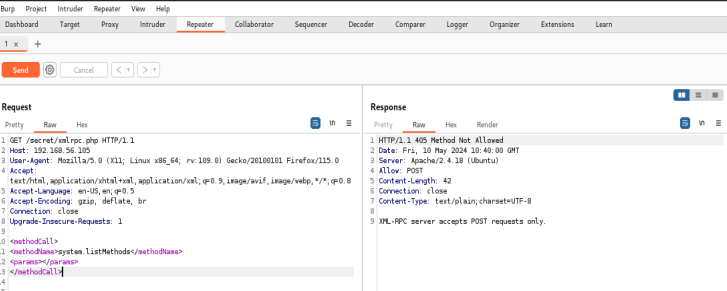 Burp Project Intruder Repeater View Help
Dashboard Target Proxy Intruder Repeater Collaborator Sequencer Decoder Comparer Logger Organizer Extensions Learn
1 × +
Send Cancel < >
Request
Pretty Raw Hex \n
1 GET /secret/xmlrpc.php HTTP/1.1
2 Host: 192.168.56.105
3 User-Agent: Mozilla/5.0 (X11; Linux x86_64; rv:109.0) Gecko/20100101 Firefox/115.0
4 Accept:
text/html,application/xhtml+xml,application/xml;q=0.9,image/avif,image/webp,*/*;q=0.8
5 Accept-Language: en-US,en;q=0.5
6 Accept-Encoding: gzip, deflate, br
7 Connection: close
8 Upgrade-Insecure-Requests: 1
9
0 <methodCall>
1 <methodName>system.listMethods</methodName>
2 <params></params>
3 </methodCall>
4
Response
Pretty Raw Hex Render \n
1 HTTP/1.1 405 Method Not Allowed
2 Date: Fri, 10 May 2024 10:40:00 GMT
3 Server: Apache/2.4.18 (Ubuntu)
4 Allow: POST
5 Content-Length: 42
6 Connection: close
7 Content-Type: text/plain;charset=UTF-8
8
9 XML-RPC server accepts POST requests only.